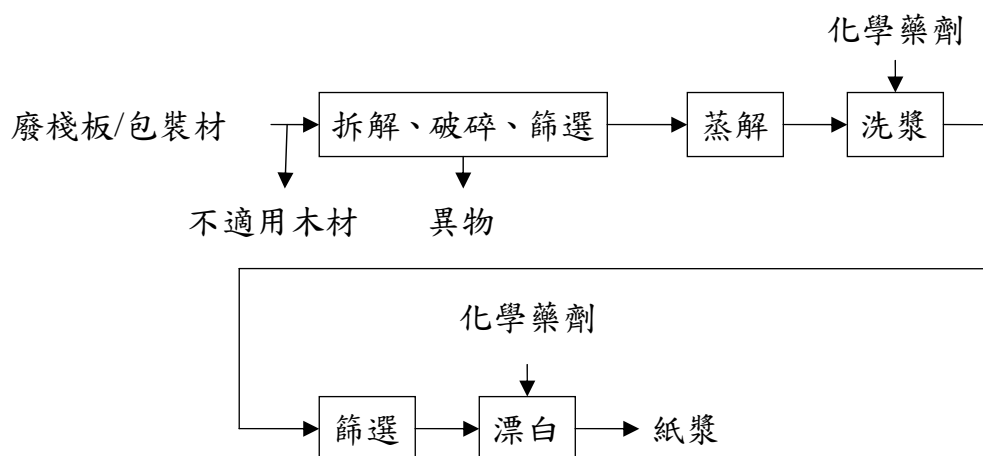 化學藥劑
廢棧板/包裝材
拆解、破碎、篩選
蒸解
洗漿
不適用木材
異物
化學藥劑
篩選
漂白
紙漿